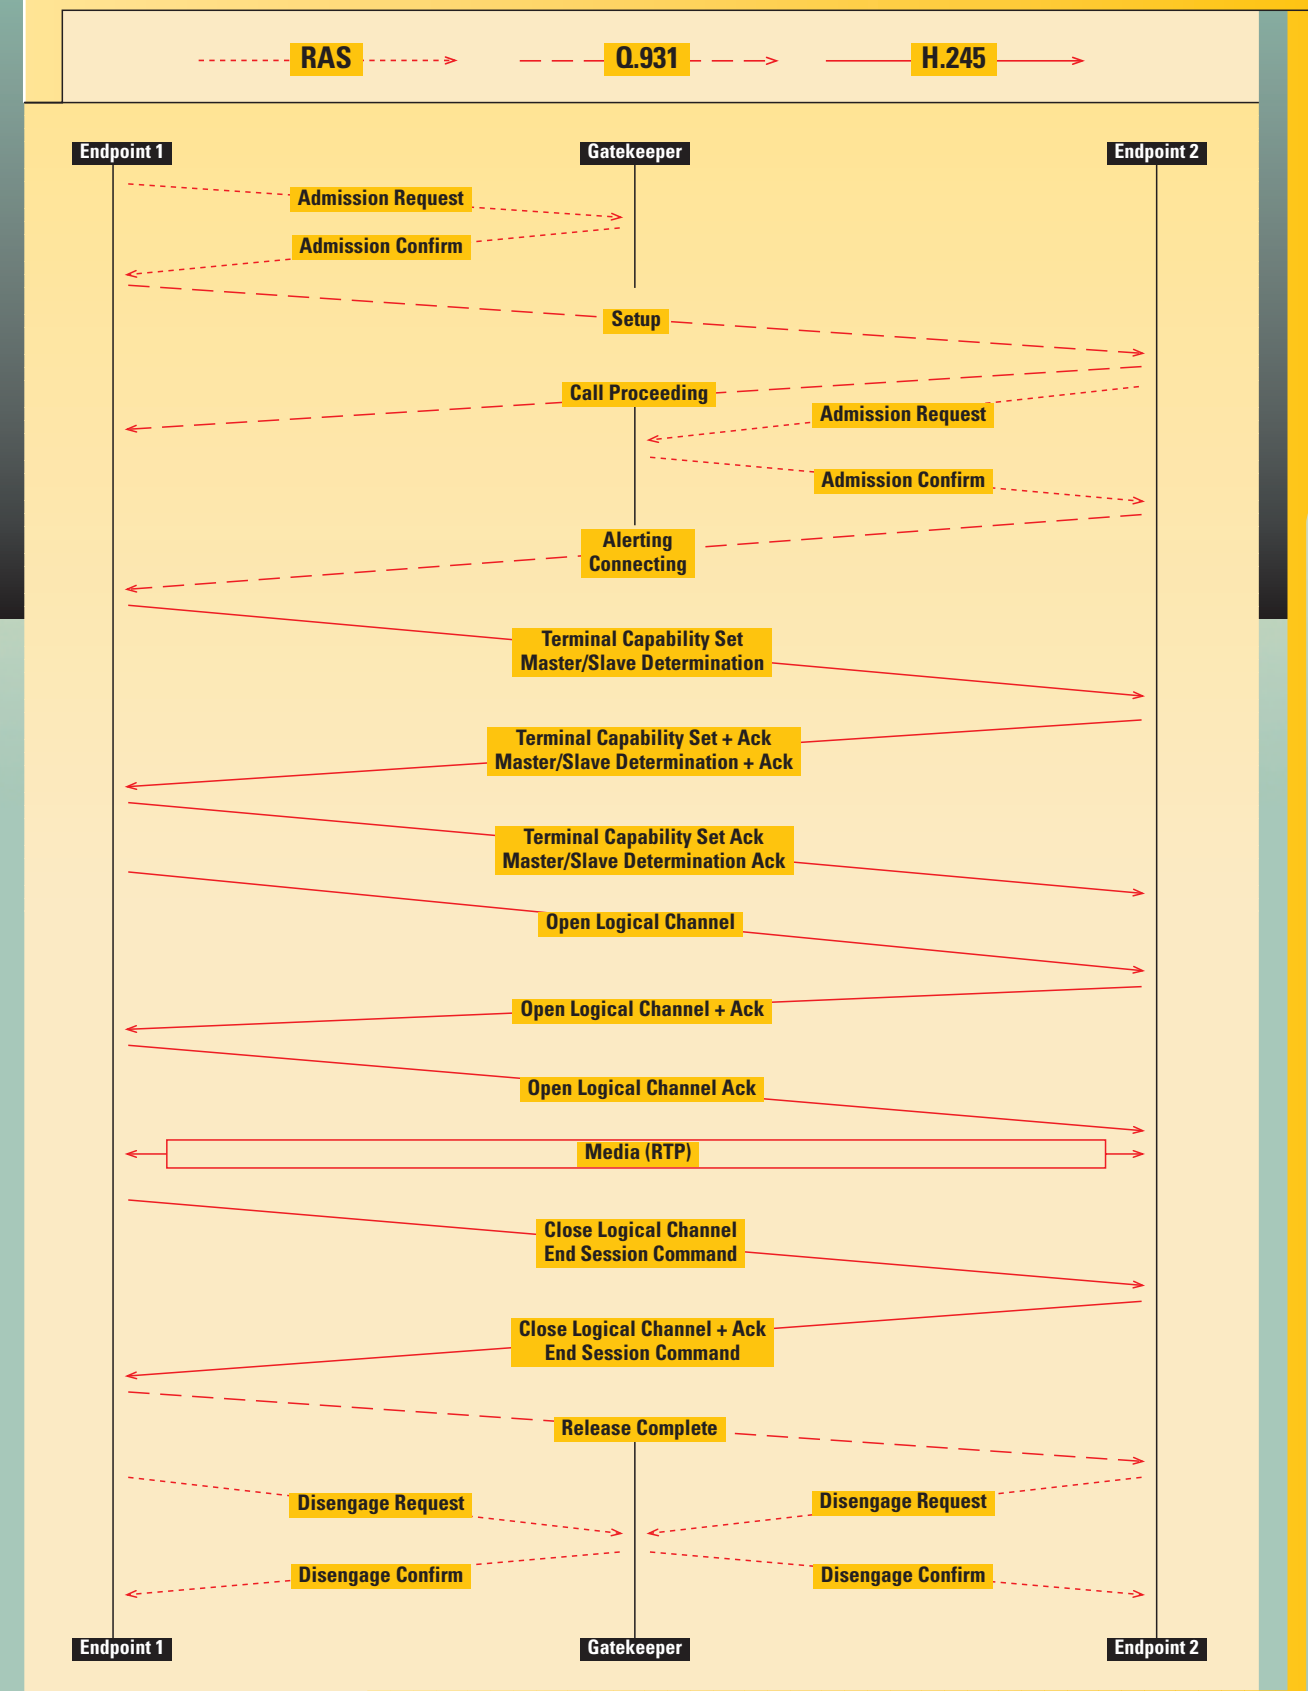 RAS
Q.931
H.245
Endpoint 1
Gatekeeper
Endpoint 2
Admission Request
Admission Confirm
Setup
Call Proceeding
Admission Request
Admission Confirm
Alerting
Connecting
Terminal Capability Set
Master/Slave Determination
Terminal Capability Set + Ack
Master/Slave Determination + Ack
Terminal Capability Set Ack
Master/Slave Determination Ack
Open Logical Channel
Open Logical Channel + Ack
Open Logical Channel Ack
Media (RTP)
Close Logical Channel
End Session Command
Close Logical Channel + Ack
End Session Command
Release Complete
Disengage Request
Disengage Request
Disengage Confirm
Disengage Confirm
Endpoint 1
Gatekeeper
Endpoint 2